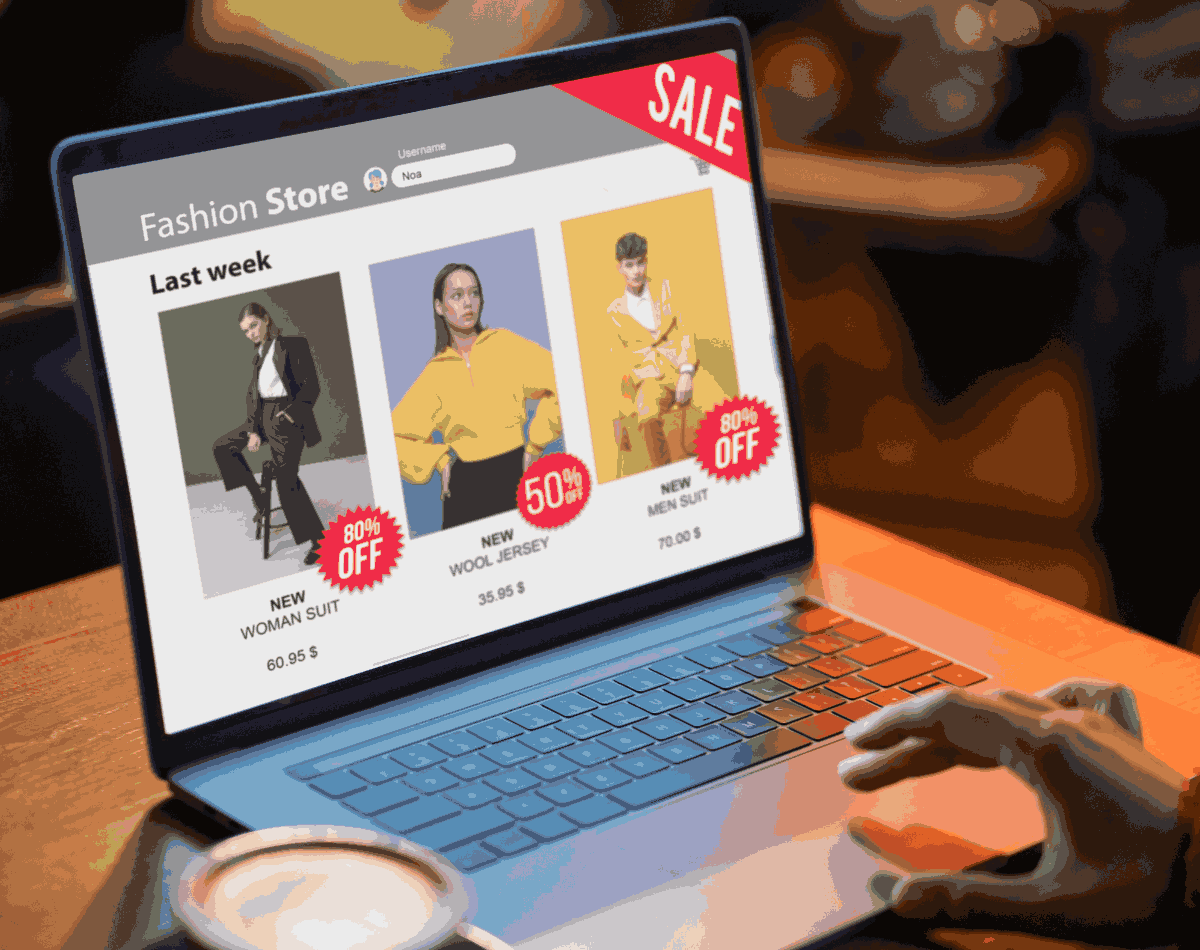 SALE
Username
Noa
Fashion Store
Last week
80%
OFF
NEW
WOMAN SUIT
60.95 $
50%
OFF
NEW
WOOL JERSEY
35.95 $
80%
OFF
NEW
MEN SUIT
70.00 $